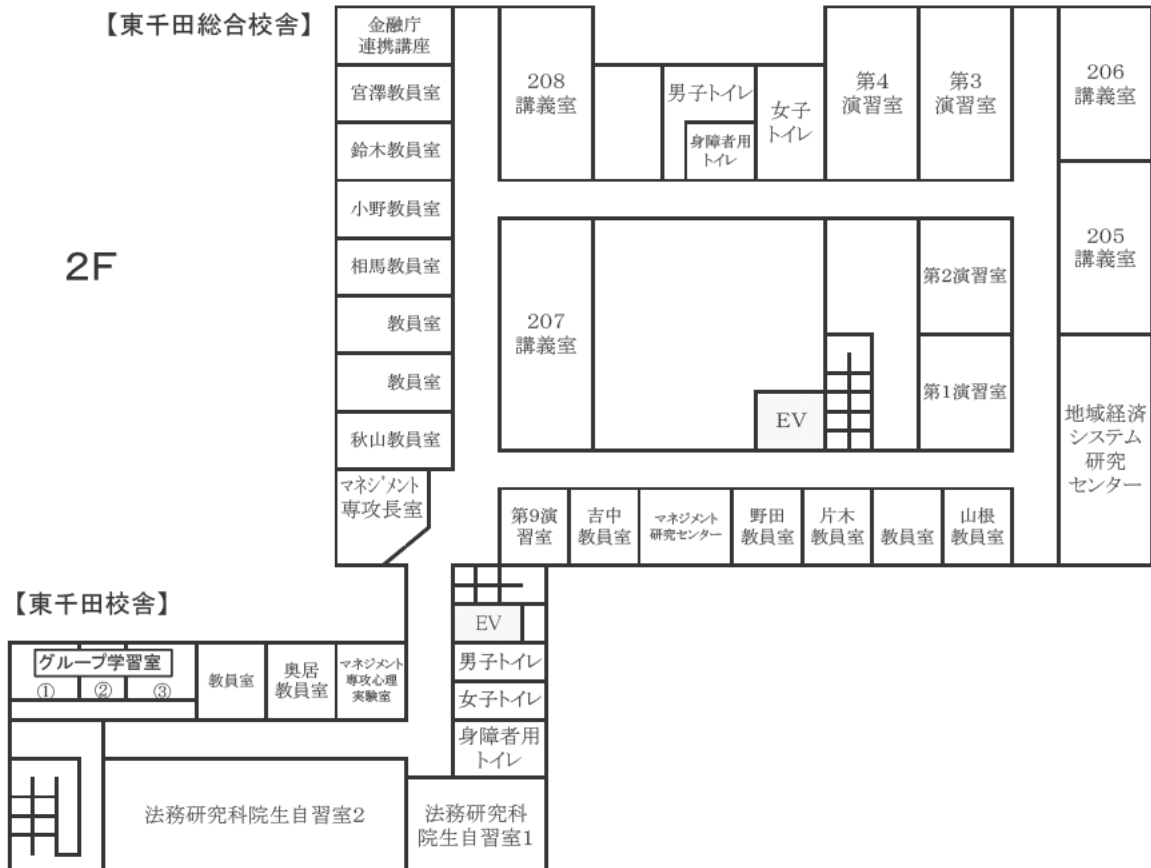 【東千田総合校舎】
2F
金融庁
連携講座
宮澤教員室
鈴木教員室
小野教員室
相馬教員室
教員室
教員室
秋山教員室
マネジメント
専攻長室
208
講義室
男子トイレ
身障者用
トイレ
女子
トイレ
第4
演習室
第3
演習室
206
講義室
205
講義室
207
講義室
EV
第2演習室
第1演習室
地域経済
システム
研究
センター
第9演
習室
吉中
教員室
マネジメント
研究センター
野田
教員室
片木
教員室
教員室
山根
教員室
【東千田校舎】
グループ学習室
① ② ③
教員室
奥居
教員室
マネジメント
専攻心理
実験室
EV
男子トイレ
女子トイレ
身障者用
トイレ
法務研究科院生自習室2
法務研究科
院生自習室1